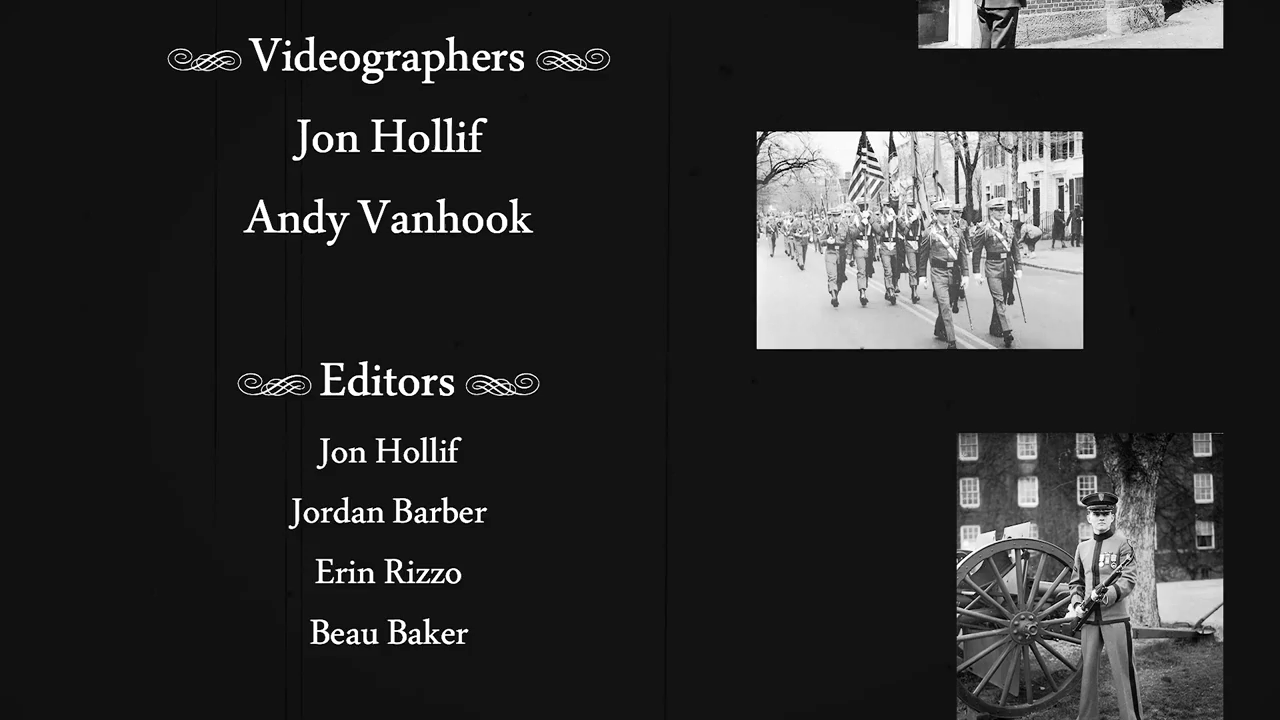 Videographers
Jon Hollif
Andy Vanhook
Editors
Jon Hollif
Jordan Barber
Erin Rizzo
Beau Baker